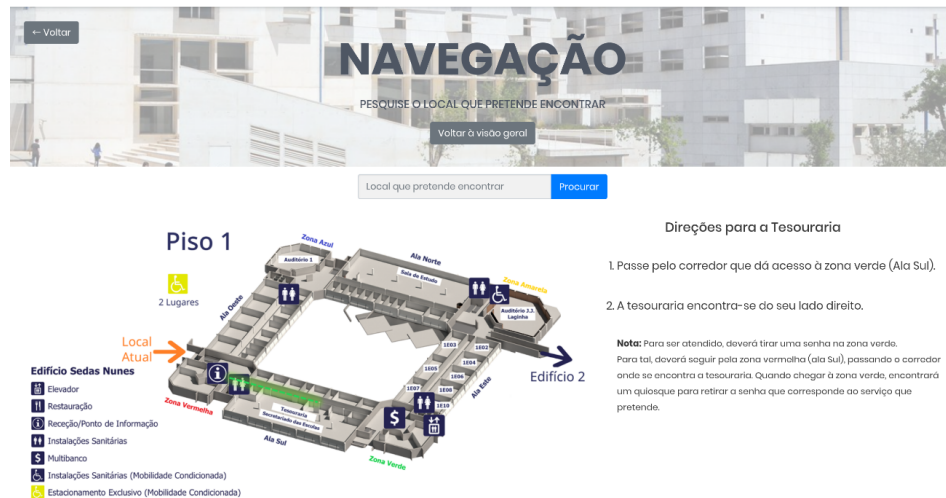 ← Voltar
NAVEGAÇÃO
PESQUISE O LOCAL QUE PRETENDE ENCONTRAR
Voltar à visão geral
Local que pretende encontrar
Procurar
Piso 1
2 Lugares
Zona Azul
Auditório 1
Ala Norte
Sala de Estudo
Zona Amarela
Auditório J.J. Laginha
Ala Oeste
Local
Atual
1E03
1E02
1E05
1E04
1E06
1E07
1E08
1E10
Ala Este
Edifício 2
Zona Vermelha
Tesouraria
Secretariado das Escolas
Ala Sul
Zona Verde
Edifício Sedas Nunes
Elevador
Restauração
Receção/Ponto de Informação
Instalações Sanitárias
Multibanco
Instalações Sanitárias (Mobilidade Condicionada)
Estacionamento Exclusivo (Mobilidade Condicionada)
Direções para a Tesouraria
1. Passe pelo corredor que dá acesso à zona verde (Ala Sul).
2. A tesouraria encontra-se do seu lado direito.
Nota: Para ser atendido, deverá tirar uma senha na zona verde.
Para tal, deverá seguir pela zona vermelha (ala Sul), passando o corredor
onde se encontra a tesouraria. Quando chegar à zona verde, encontrará
um quiosque para retirar a senha que corresponde ao serviço que
pretende.